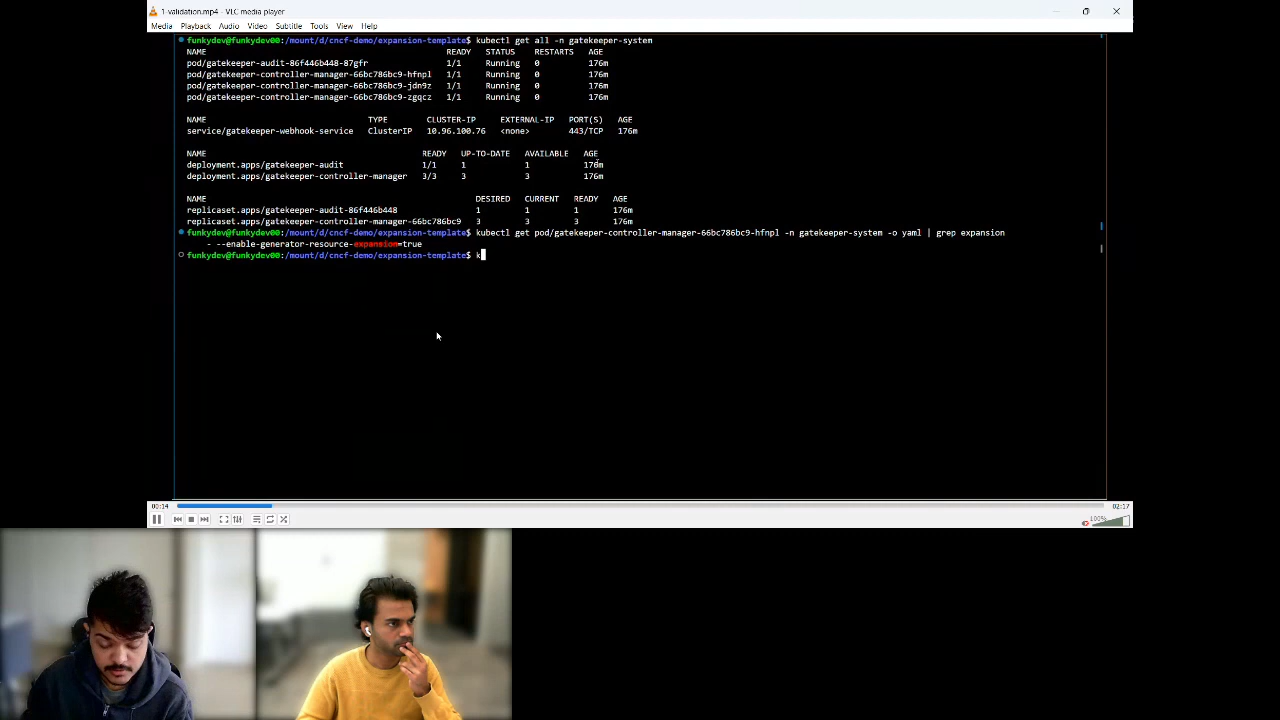 1-validation.mp4 - VLC media player
Media Playback Audio Video Subtitle Tools View Help
funkydev@funkydev00:/mount/d/cncf-demo/expansion-template$ kubectl get all -n gatekeeper-system
NAME READY STATUS RESTARTS AGE
pod/gatekeeper-audit-86f446b448-87gfr 1/1 Running 0 176m
pod/gatekeeper-controller-manager-66bc786bc9-hfnpl 1/1 Running 0 176m
pod/gatekeeper-controller-manager-66bc786bc9-jdn9z 1/1 Running 0 176m
pod/gatekeeper-controller-manager-66bc786bc9-zgqcz 1/1 Running 0 176m
NAME TYPE CLUSTER-IP EXTERNAL-IP PORT(S) AGE
service/gatekeeper-webhook-service ClusterIP 10.96.100.76 <none> 443/TCP 176m
NAME READY UP-TO-DATE AVAILABLE AGE
deployment.apps/gatekeeper-audit 1/1 1 1 176m
deployment.apps/gatekeeper-controller-manager 3/3 3 3 176m
NAME DESIRED CURRENT READY AGE
replicaset.apps/gatekeeper-audit-86f446b448 1 1 1 176m
replicaset.apps/gatekeeper-controller-manager-66bc786bc9 3 3 3 176m
funkydev@funkydev00:/mount/d/cncf-demo/expansion-template$ kubectl get pod/gatekeeper-controller-manager-66bc786bc9-hfnpl -n gatekeeper-system -o yaml | grep expansion
- --enable-generator-resource-expansion=true
funkydev@funkydev00:/mount/d/cncf-demo/expansion-template$ k
00:14 02:17
100%